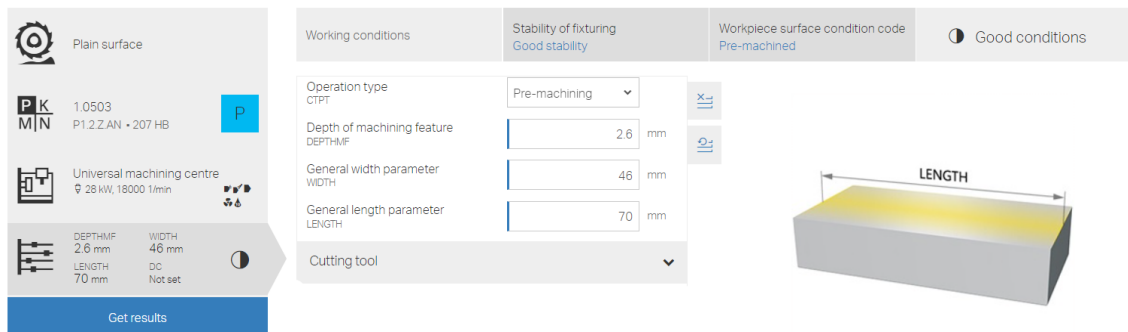 Plain surface
P K
M N
1.0503
P1.2.Z.AN • 207 HB
P
Universal machining centre
28 kW, 18000 1/min
DEPTHMF WIDTH
2.6 mm 46 mm
LENGTH DC
70 mm Not set
Get results
Working conditions
Stability of fixturing
Good stability
Workpiece surface condition code
Pre-machined
Good conditions
Operation type
CTPT
Pre-machining
Depth of machining feature
DEPTHMF
2.6 mm
General width parameter
WIDTH
46 mm
General length parameter
LENGTH
70 mm
Cutting tool
LENGTH